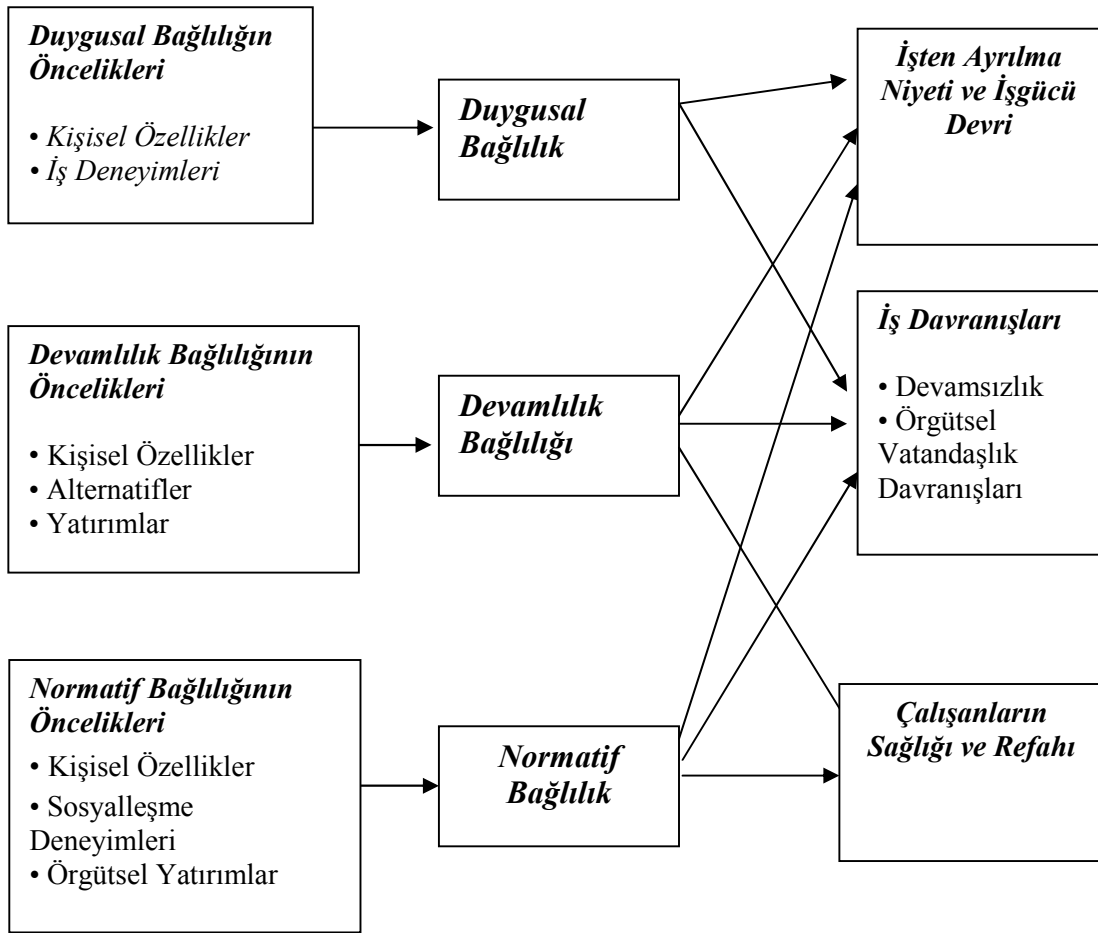 Duygusal Bağlılığın
Öncelikleri
• Kişisel Özellikler
• İş Deneyimleri
Duygusal
Bağlılık
İşten Ayrılma
Niyeti ve İşgücü
Devri
Devamlılık Bağlılığının
Öncelikleri
• Kişisel Özellikler
• Alternatifler
• Yatırımlar
Devamlılık
Bağlılığı
İş Davranışları
• Devamsızlık
• Örgütsel
Vatandaşlık
Davranışları
Normatif Bağlılığının
Öncelikleri
• Kişisel Özellikler
• Sosyalleşme
Deneyimleri
• Örgütsel Yatırımlar
Normatif
Bağlılık
Çalışanların
Sağlığı ve Refahı